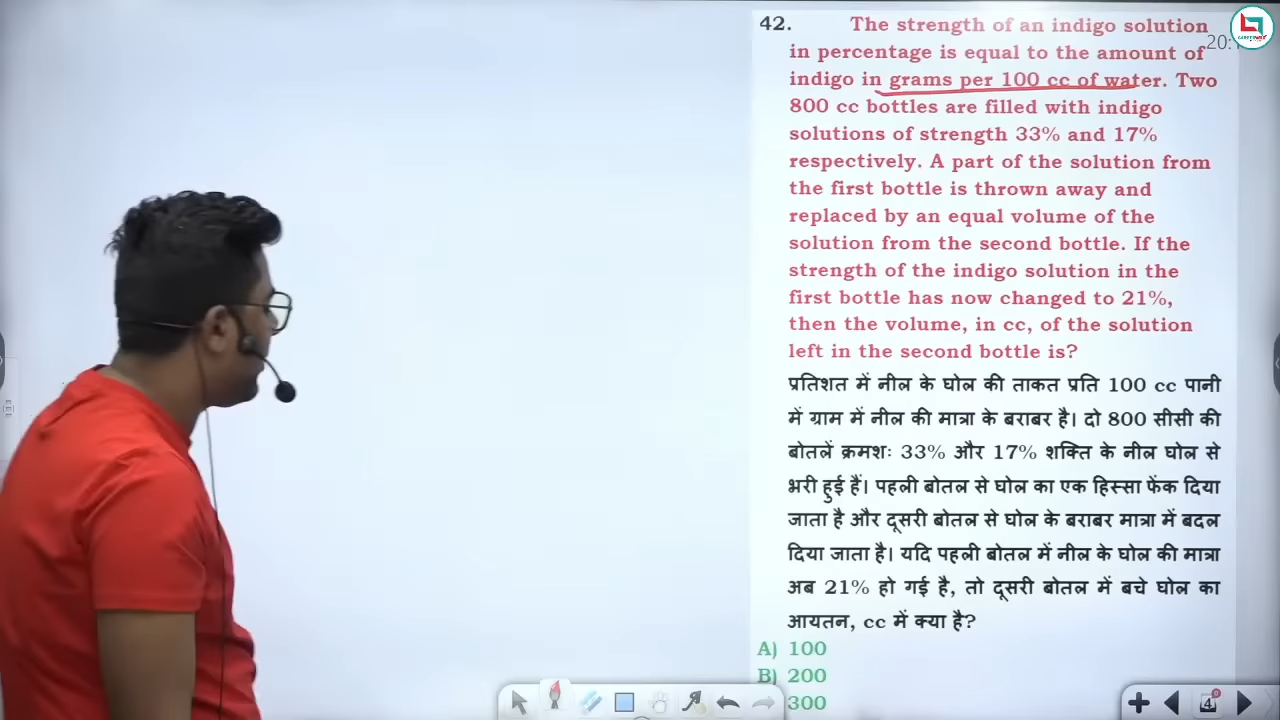 42. The strength of an indigo solution
in percentage is equal to the amount of
indigo in grams per 100 cc of water. Two
800 cc bottles are filled with indigo
solutions of strength 33% and 17%
respectively. A part of the solution from
the first bottle is thrown away and
replaced by an equal volume of the
solution from the second bottle. If the
strength of the indigo solution in the
first bottle has now changed to 21%,
then the volume, in cc, of the solution
left in the second bottle is?
प्रतिशत में नील के घोल की ताकत प्रति 100 cc पानी
में ग्राम में नील की मात्रा के बराबर है। दो 800 सीसी की
बोतलें क्रमशः 33% और 17% शक्ति के नील घोल से
भरी हुई हैं। पहली बोतल से घोल का एक हिस्सा फेंक दिया
जाता है और दूसरी बोतल से घोल के बराबर मात्रा में बदल
दिया जाता है। यदि पहली बोतल में नील के घोल की मात्रा
अब 21% हो गई है, तो दूसरी बोतल में बचे घोल का
आयतन, cc में क्या है?
A) 100
B) 200
300